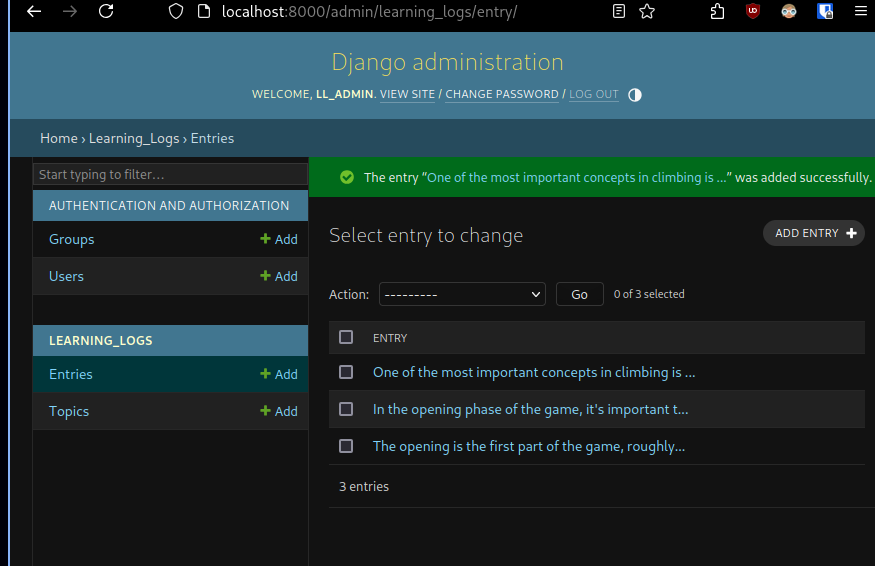 localhost:8000/admin/learning_logs/entry/
Django administration
WELCOME, LL_ADMIN. VIEW SITE / CHANGE PASSWORD / LOG OUT
Home › Learning_Logs › Entries
Start typing to filter…
AUTHENTICATION AND AUTHORIZATION
Groups
Add
Users
Add
LEARNING_LOGS
Entries
Add
Topics
Add
The entry “One of the most important concepts in climbing is ...” was added successfully.
Select entry to change
ADD ENTRY
Action: --------- Go 0 of 3 selected
ENTRY
One of the most important concepts in climbing is ...
In the opening phase of the game, it's important t...
The opening is the first part of the game, roughly...
3 entries